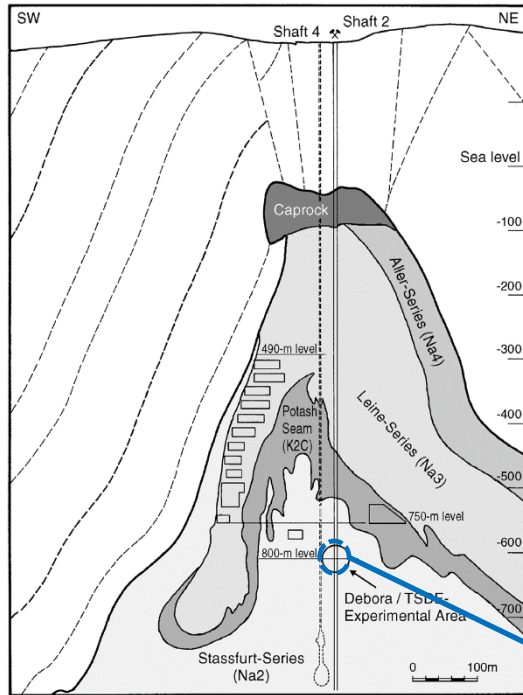 SW
Shaft 2
Shaft 4
NE
Sea level
Caprock
-100
Aller-Series (Na4)
-200
-300
490-m level
-400
Potash
Seam
(K2C)
Leine-Series (Na3)
-500
750-m level
-600
800-m level
Debora / TSDE-
Experimental Area
-700
Stassfurt-Series
(Na2)
0
100m